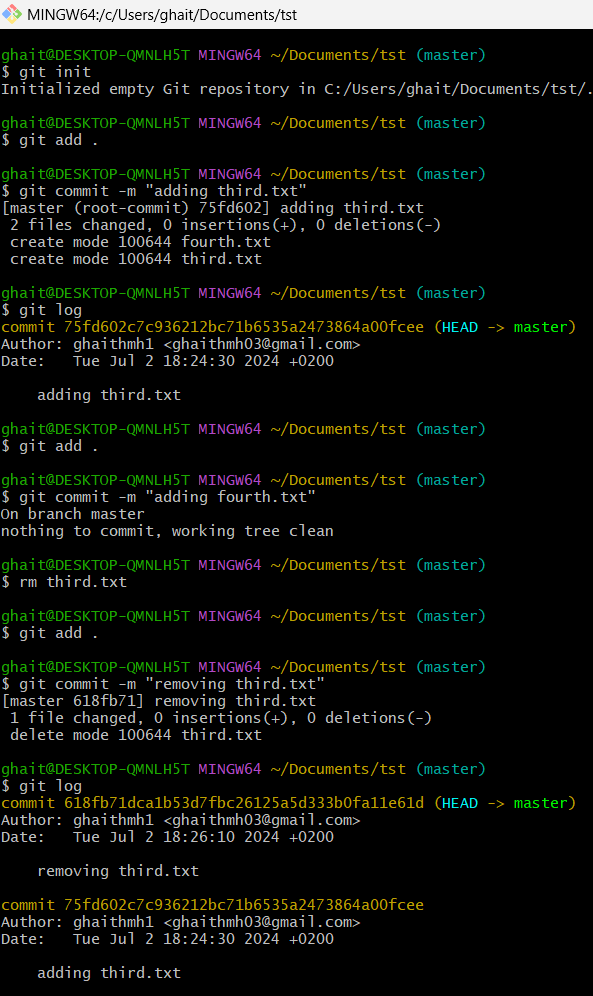 MINGW64:/c/Users/ghait/Documents/tst
ghait@DESKTOP-QMNLH5T MINGW64 ~/Documents/tst (master)
$ git init
Initialized empty Git repository in C:/Users/ghait/Documents/tst/.
ghait@DESKTOP-QMNLH5T MINGW64 ~/Documents/tst (master)
$ git add .
ghait@DESKTOP-QMNLH5T MINGW64 ~/Documents/tst (master)
$ git commit -m "adding third.txt"
[master (root-commit) 75fd602] adding third.txt
 2 files changed, 0 insertions(+), 0 deletions(-)
 create mode 100644 fourth.txt
 create mode 100644 third.txt
ghait@DESKTOP-QMNLH5T MINGW64 ~/Documents/tst (master)
$ git log
commit 75fd602c7c936212bc71b6535a2473864a00fcee (HEAD -> master)
Author: ghaithmh1 <ghaithmh03@gmail.com>
Date:   Tue Jul 2 18:24:30 2024 +0200
    adding third.txt
ghait@DESKTOP-QMNLH5T MINGW64 ~/Documents/tst (master)
$ git add .
ghait@DESKTOP-QMNLH5T MINGW64 ~/Documents/tst (master)
$ git commit -m "adding fourth.txt"
On branch master
nothing to commit, working tree clean
ghait@DESKTOP-QMNLH5T MINGW64 ~/Documents/tst (master)
$ rm third.txt
ghait@DESKTOP-QMNLH5T MINGW64 ~/Documents/tst (master)
$ git add .
ghait@DESKTOP-QMNLH5T MINGW64 ~/Documents/tst (master)
$ git commit -m "removing third.txt"
[master 618fb71] removing third.txt
 1 file changed, 0 insertions(+), 0 deletions(-)
 delete mode 100644 third.txt
ghait@DESKTOP-QMNLH5T MINGW64 ~/Documents/tst (master)
$ git log
commit 618fb71dca1b53d7fbc26125a5d333b0fa11e61d (HEAD -> master)
Author: ghaithmh1 <ghaithmh03@gmail.com>
Date:   Tue Jul 2 18:26:10 2024 +0200
    removing third.txt
commit 75fd602c7c936212bc71b6535a2473864a00fcee
Author: ghaithmh1 <ghaithmh03@gmail.com>
Date:   Tue Jul 2 18:24:30 2024 +0200
    adding third.txt